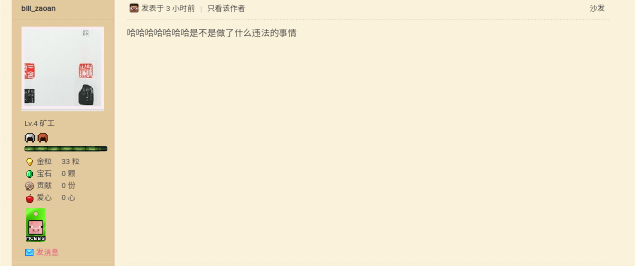 bill_zaoan
发表于 3 小时前 | 只看该作者
沙发
哈哈哈哈哈哈哈是不是做了什么违法的事情
Lv.4 矿工
金粒 33 粒
宝石 0 颗
贡献 0 份
爱心 0 心
发消息